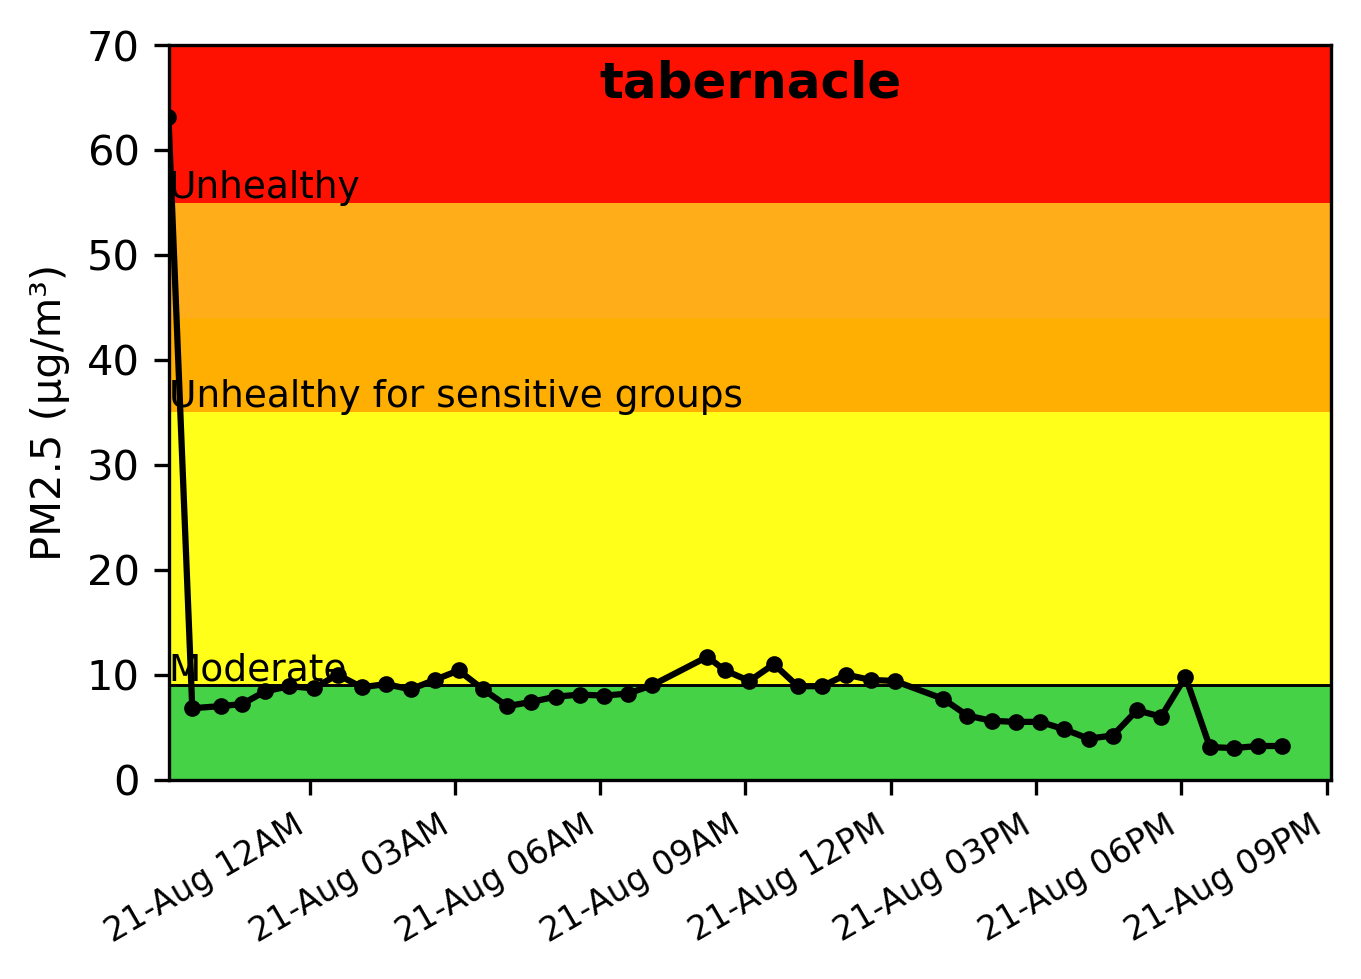 70
tabernacle
60
Unhealthy
50
40
Unhealthy for sensitive groups
30
20
10
Moderate
0
PM2.5 (µg/m³)
21-Aug 12AM
21-Aug 03AM
21-Aug 06AM
21-Aug 09AM
21-Aug 12PM
21-Aug 03PM
21-Aug 06PM
21-Aug 09PM